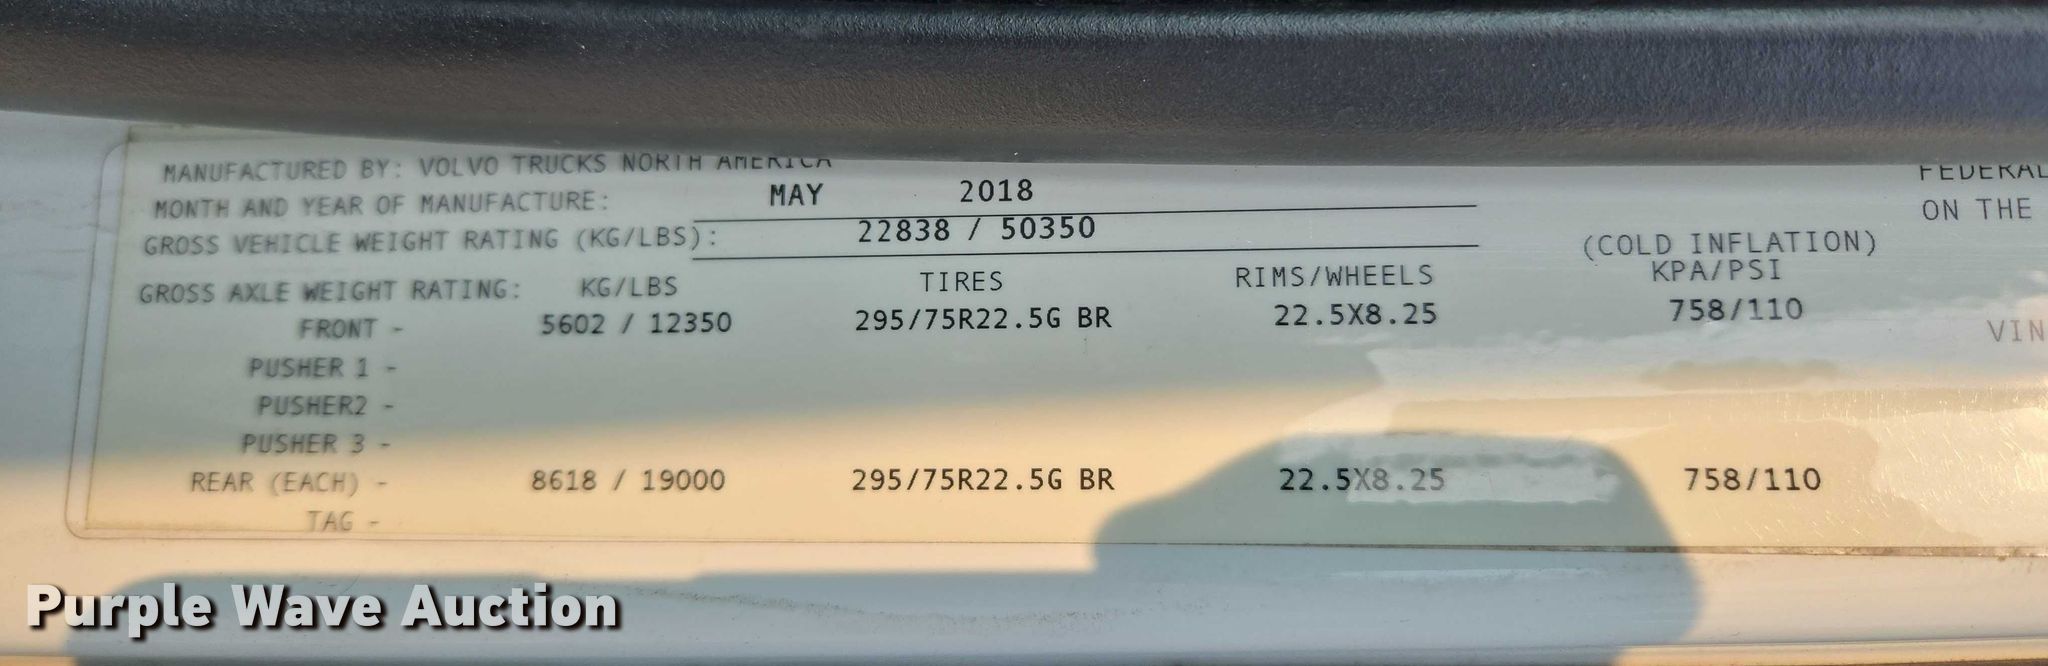 MANUFACTURED BY: VOLVO TRUCKS NORTH AMERICA
MONTH AND YEAR OF MANUFACTURE: MAY 2018
GROSS VEHICLE WEIGHT RATING (KG/LBS): 22838 / 50350
GROSS AXLE WEIGHT RATING: KG/LBS TIRES RIMS/WHEELS (COLD INFLATION) KPA/PSI
FRONT - 5602 / 12350 295/75R22.5G BR 22.5X8.25 758/110
PUSHER 1 -
PUSHER2 -
PUSHER 3 -
REAR (EACH) - 8618 / 19000 295/75R22.5G BR 22.5X8.25 758/110
TAG -
FEDERAL
ON THE
VIN
Purple Wave Auction